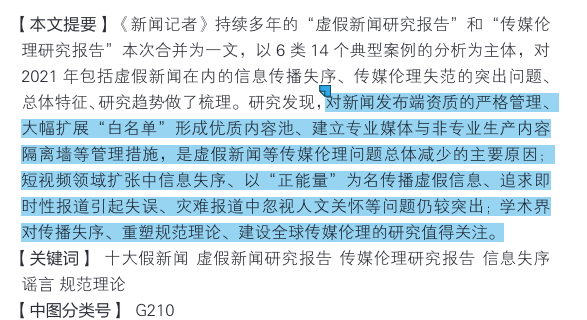 【本文提要】《新闻记者》持续多年的“虚假新闻研究报告”和“传媒伦
理研究报告”本次合并为一文，以 6 类 14 个典型案例的分析为主体，对
2021 年包括虚假新闻在内的信息传播失序、传媒伦理失范的突出问题、
总体特征、研究趋势做了梳理。研究发现，对新闻发布端资质的严格管理、
大幅扩展“白名单”形成优质内容池、建立专业媒体与非专业生产内容
隔离墙等管理措施，是虚假新闻等传媒伦理问题总体减少的主要原因；
短视频领域扩张中信息失序、以“正能量”为名传播虚假信息、追求即
时性报道引起失误、灾难报道中忽视人文关怀等问题仍较突出；学术界
对传播失序、重塑规范理论、建设全球传媒伦理的研究值得关注。
【关键词】 十大假新闻 虚假新闻研究报告 传媒伦理研究报告 信息失序
谣言 规范理论
【中图分类号】 G210